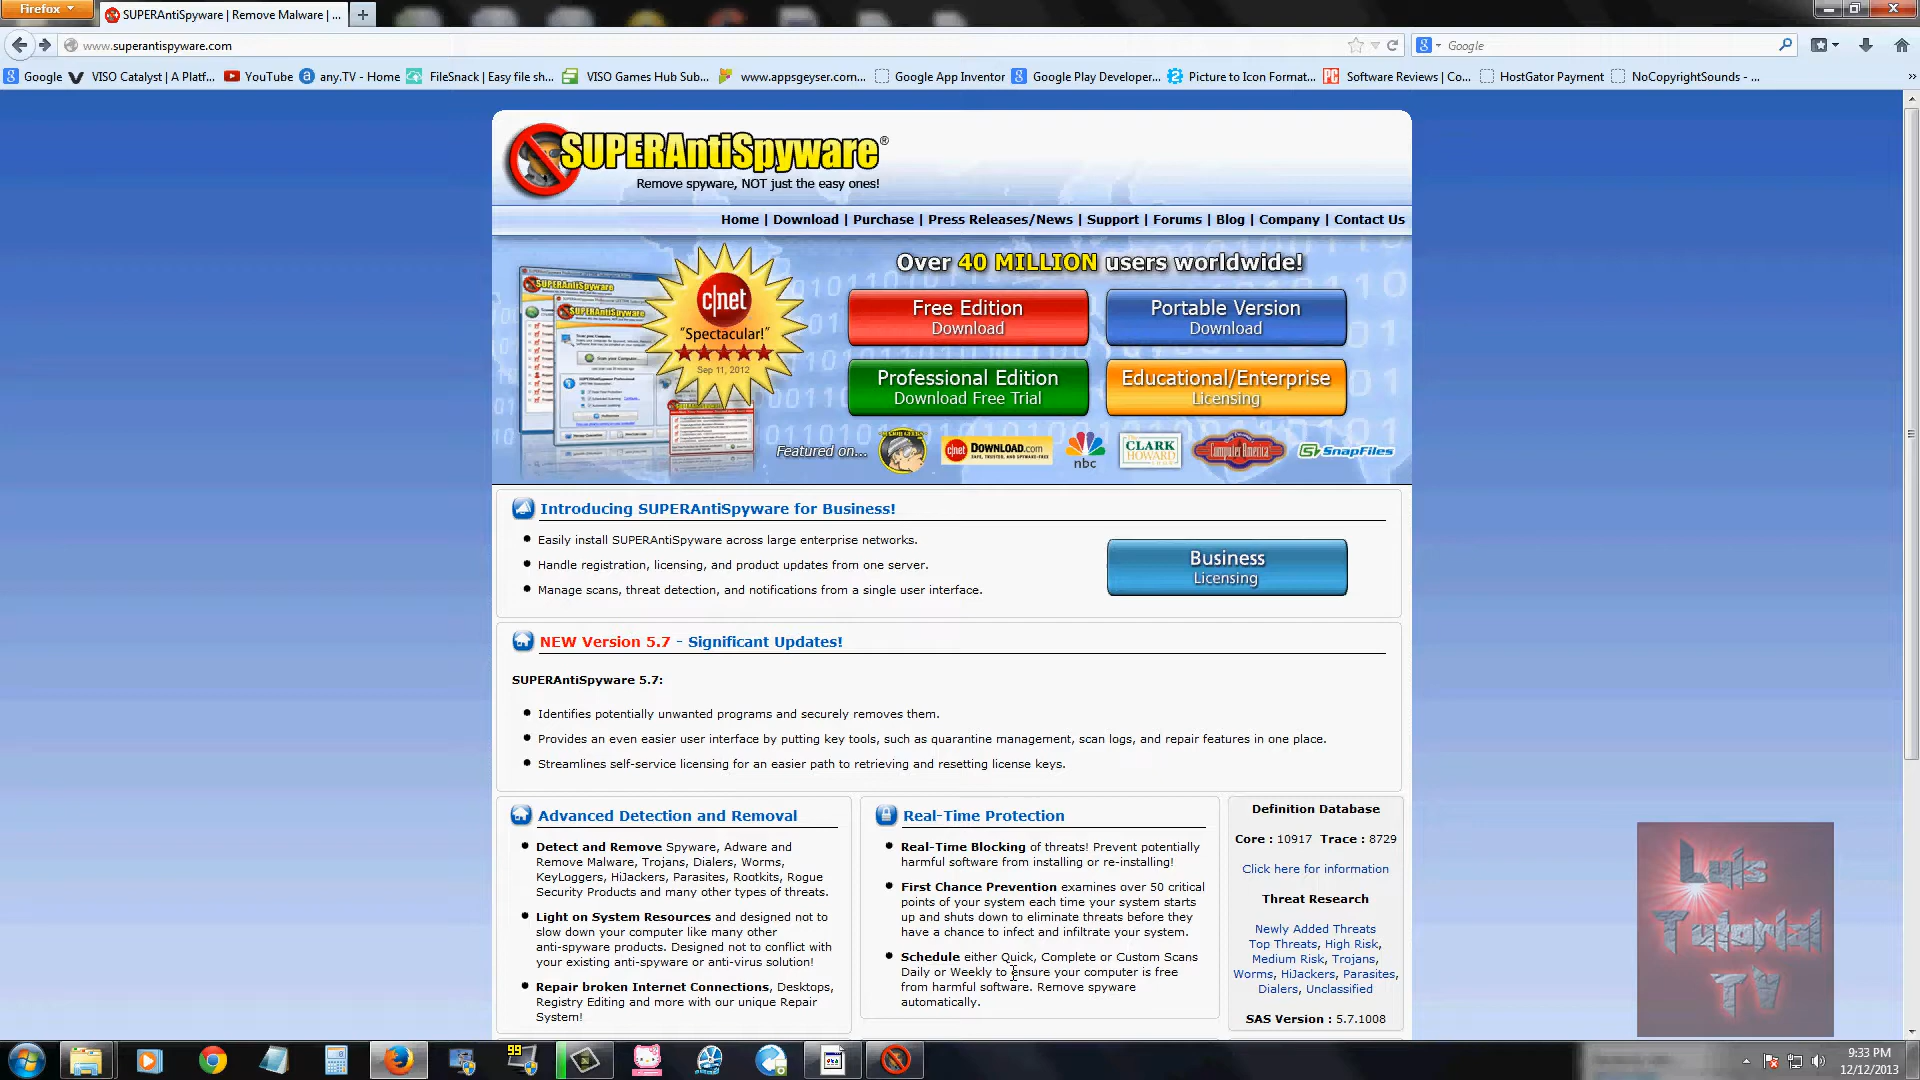 Firefox
SUPERAntiSpyware | Remove Malware | ...
www.superantispyware.com
Google
Google
VISO Catalyst | A Platf...
YouTube
any.TV - Home
FileSnack | Easy file sh...
VISO Games Hub Sub...
www.appsgeyser.com...
Google App Inventor
Google Play Developer...
Picture to Icon Format...
Software Reviews | Co...
HostGator Payment
NoCopyrightSounds - ...
SUPERAntiSpyware®
Remove spyware, NOT just the easy ones!
Home | Download | Purchase | Press Releases/News | Support | Forums | Blog | Company | Contact Us
Over 40 MILLION users worldwide!
c|net
"Spectacular!"
Sep 11, 2012
Free Edition
Download
Portable Version
Download
Professional Edition
Download Free Trial
Educational/Enterprise
Licensing
Featured on...
c|net DOWNLOAD.com
nbc
CLARK
HOWARD
Computer America
SnapFiles
Introducing SUPERAntiSpyware for Business!
Easily install SUPERAntiSpyware across large enterprise networks.
Handle registration, licensing, and product updates from one server.
Manage scans, threat detection, and notifications from a single user interface.
Business
Licensing
NEW Version 5.7 - Significant Updates!
SUPERAntiSpyware 5.7:
Identifies potentially unwanted programs and securely removes them.
Provides an even easier user interface by putting key tools, such as quarantine management, scan logs, and repair features in one place.
Streamlines self-service licensing for an easier path to retrieving and resetting license keys.
Advanced Detection and Removal
Detect and Remove Spyware, Adware and
Remove Malware, Trojans, Dialers, Worms,
KeyLoggers, HiJackers, Parasites, Rootkits, Rogue
Security Products and many other types of threats.
Light on System Resources and designed not to
slow down your computer like many other
anti-spyware products. Designed not to conflict with
your existing anti-spyware or anti-virus solution!
Repair broken Internet Connections, Desktops,
Registry Editing and more with our unique Repair
System!
Real-Time Protection
Real-Time Blocking of threats! Prevent potentially
harmful software from installing or re-installing!
First Chance Prevention examines over 50 critical
points of your system each time your system starts
up and shuts down to eliminate threats before they
have a chance to infect and infiltrate your system.
Schedule either Quick, Complete or Custom Scans
Daily or Weekly to ensure your computer is free
from harmful software. Remove spyware
automatically.
Definition Database
Core : 10917 Trace : 8729
Click here for information
Threat Research
Newly Added Threats
Top Threats, High Risk,
Medium Risk, Trojans,
Worms, HiJackers, Parasites,
Dialers, Unclassified
SAS Version : 5.7.1008
Luis
Tutorial
TV
99
9:33 PM
12/12/2013